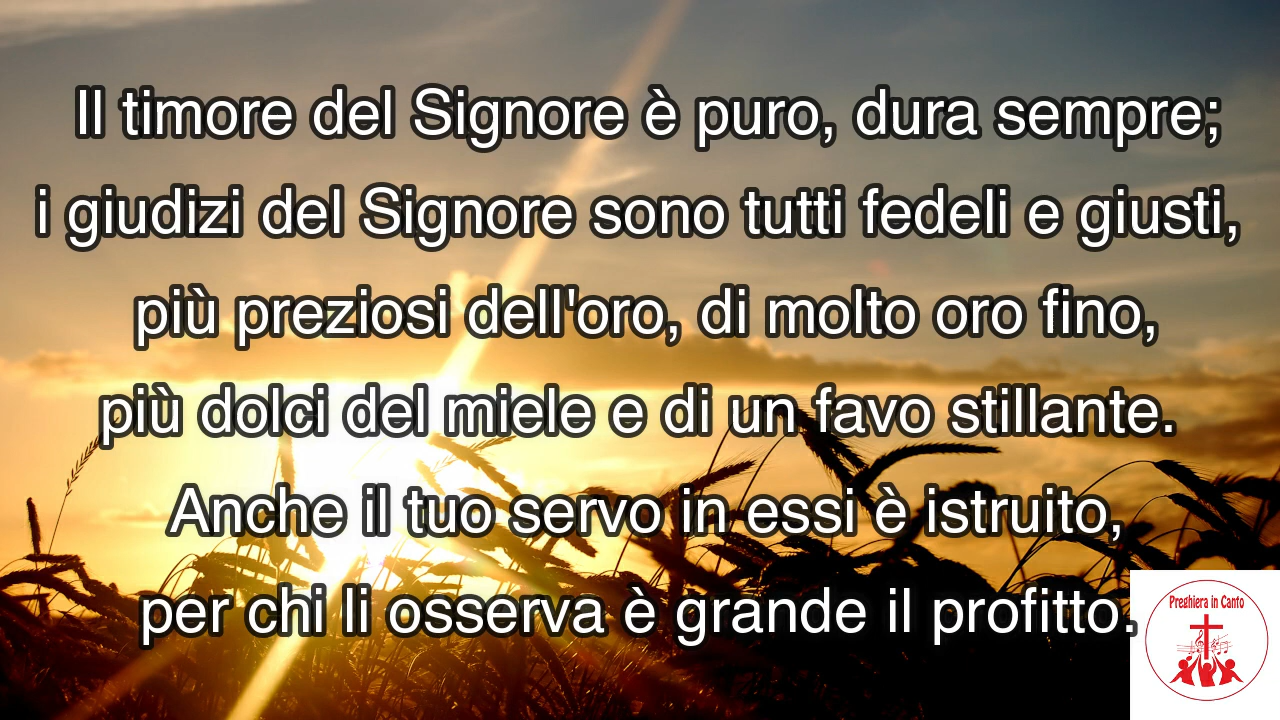 Il timore del Signore è puro, dura sempre;
i giudizi del Signore sono tutti fedeli e giusti,
più preziosi dell'oro, di molto oro fino,
più dolci del miele e di un favo stillante.
Anche il tuo servo in essi è istruito,
per chi li osserva è grande il profitto.
Preghiera in Canto